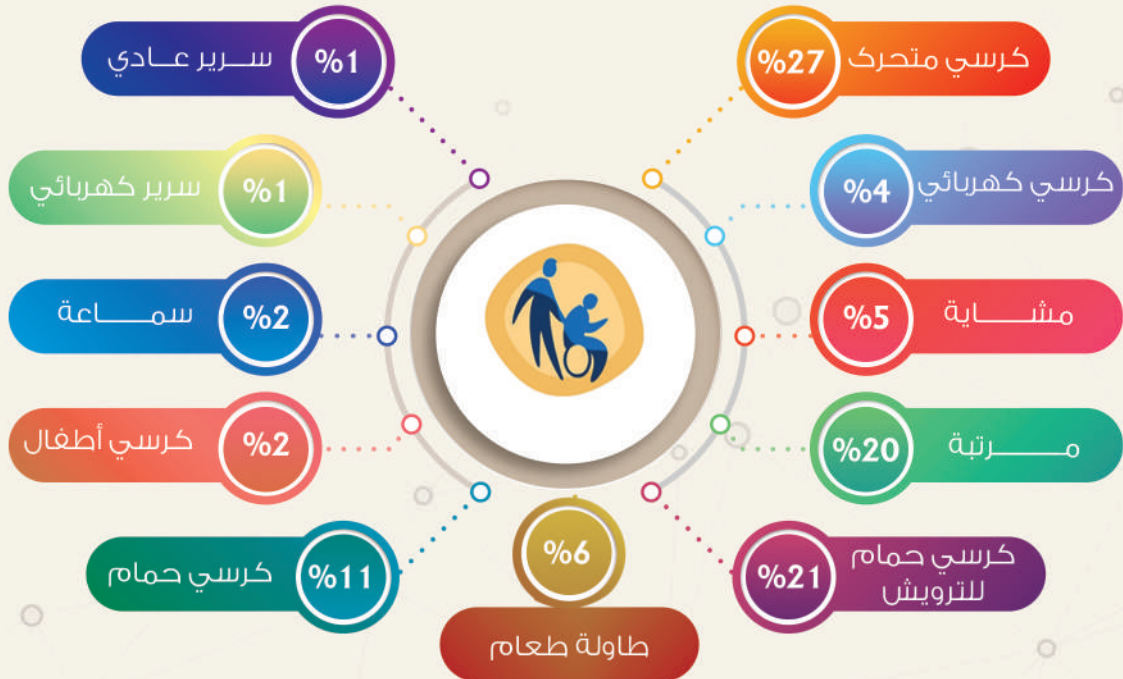 كرسي متحرك
%27
سرير عادي
%1
كرسي كهربائي
%4
سرير كهربائي
%1
مشاية
%5
سماعة
%2
مرتبة
%20
كرسي أطفال
%2
كرسي حمام
للترويش
%21
%6
طاولة طعام
كرسي حمام
%11